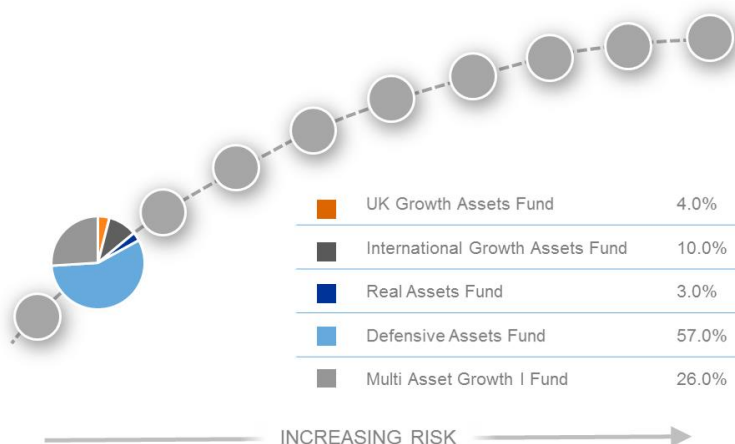 UK Growth Assets Fund 4.0%
International Growth Assets Fund 10.0%
Real Assets Fund 3.0%
Defensive Assets Fund 57.0%
Multi Asset Growth I Fund 26.0%
INCREASING RISK